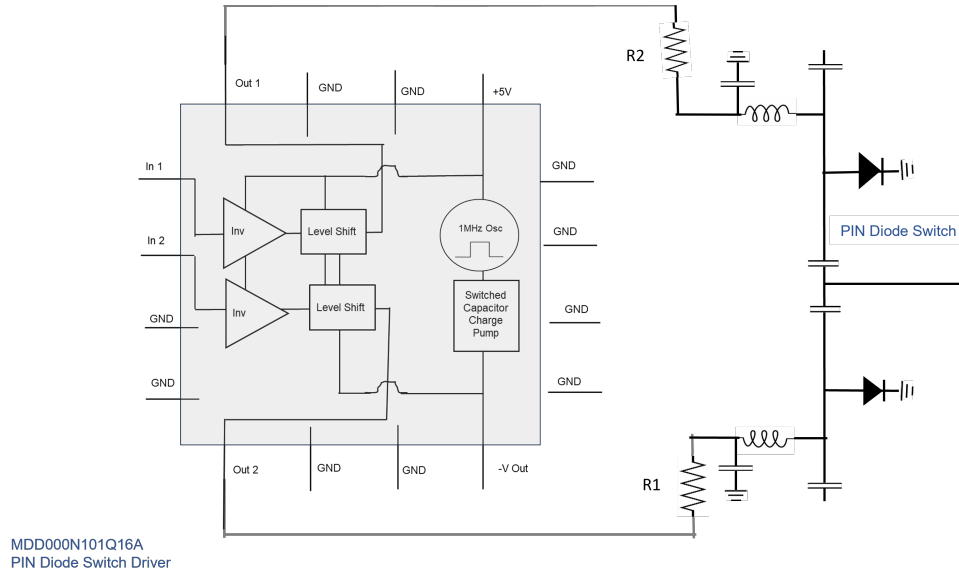 R2
Out 1
GND
GND
+5V
In 1
GND
Inv
Level Shift
1MHz Osc
PIN Diode Switch
In 2
GND
Inv
Level Shift
Switched
Capacitor
Charge
Pump
GND
GND
GND
GND
Out 2
GND
GND
-V Out
R1
MDD000N101Q16A
PIN Diode Switch Driver